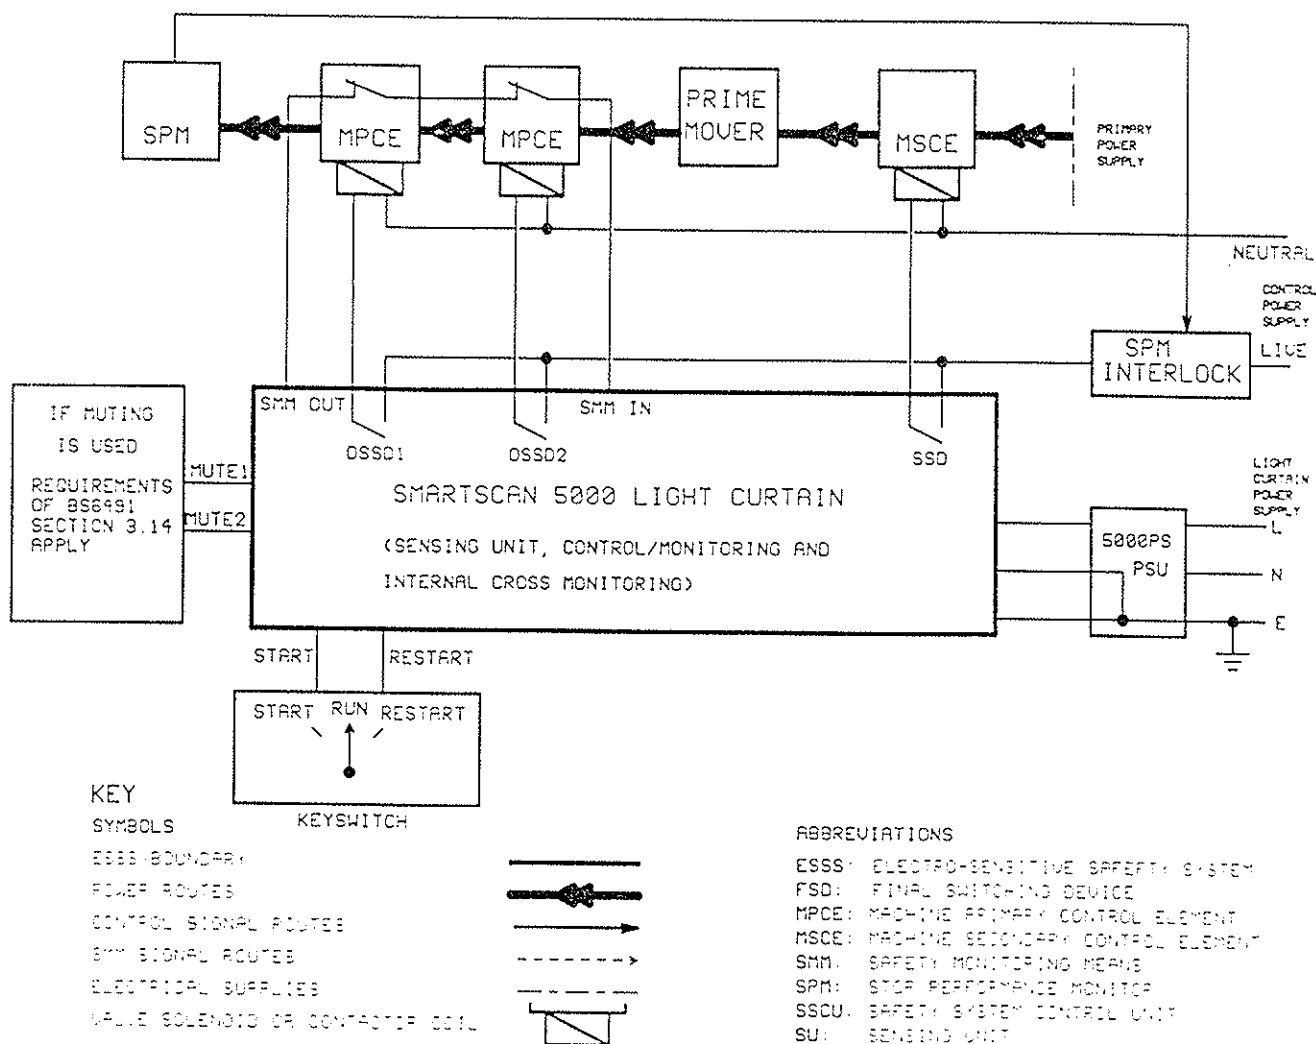 SPM
MPCE
MPCE
PRIME
MOVER
MSCE
PRIMARY
POWER
SUPPLY
NEUTRAL
CONTROL
POWER
SUPPLY
SPM
INTERLOCK
LIVE
IF MUTING
IS USED
REQUIREMENTS
OF BS6491
SECTION 3.14
APPLY
MUTE1
MUTE2
SMM OUT
SMM IN
OSSD1
OSSD2
SSD
SMARTSCAN 5000 LIGHT CURTAIN
(SENSING UNIT, CONTROL/MONITORING AND
INTERNAL CROSS MONITORING)
LIGHT
CURTAIN
POWER
SUPPLY
5000PS
PSU
L
N
E
START
RESTART
START RUN RESTART
KEYSWITCH
KEY
SYMBOLS
ESSS BOUNDARY
POWER ROUTES
CONTROL SIGNAL ROUTES
SMM SIGNAL ROUTES
ELECTRICAL SUPPLIES
VALVE SOLENOID OR CONTACTOR COIL
ABBREVIATIONS
ESSS: ELECTRO-SENSITIVE SAFEFTY SYSTEM
FSD: FINAL SWITCHING DEVICE
MPCE: MACHINE PRIMARY CONTROL ELEMENT
MSCE: MACHINE SECONDARY CONTROL ELEMENT
SMM: SAFETY MONITORING MEANS
SPM: STOP PERFORMANCE MONITOR
SSCU: SAFETY SYSTEM CONTROL UNIT
SU: SENSING UNIT